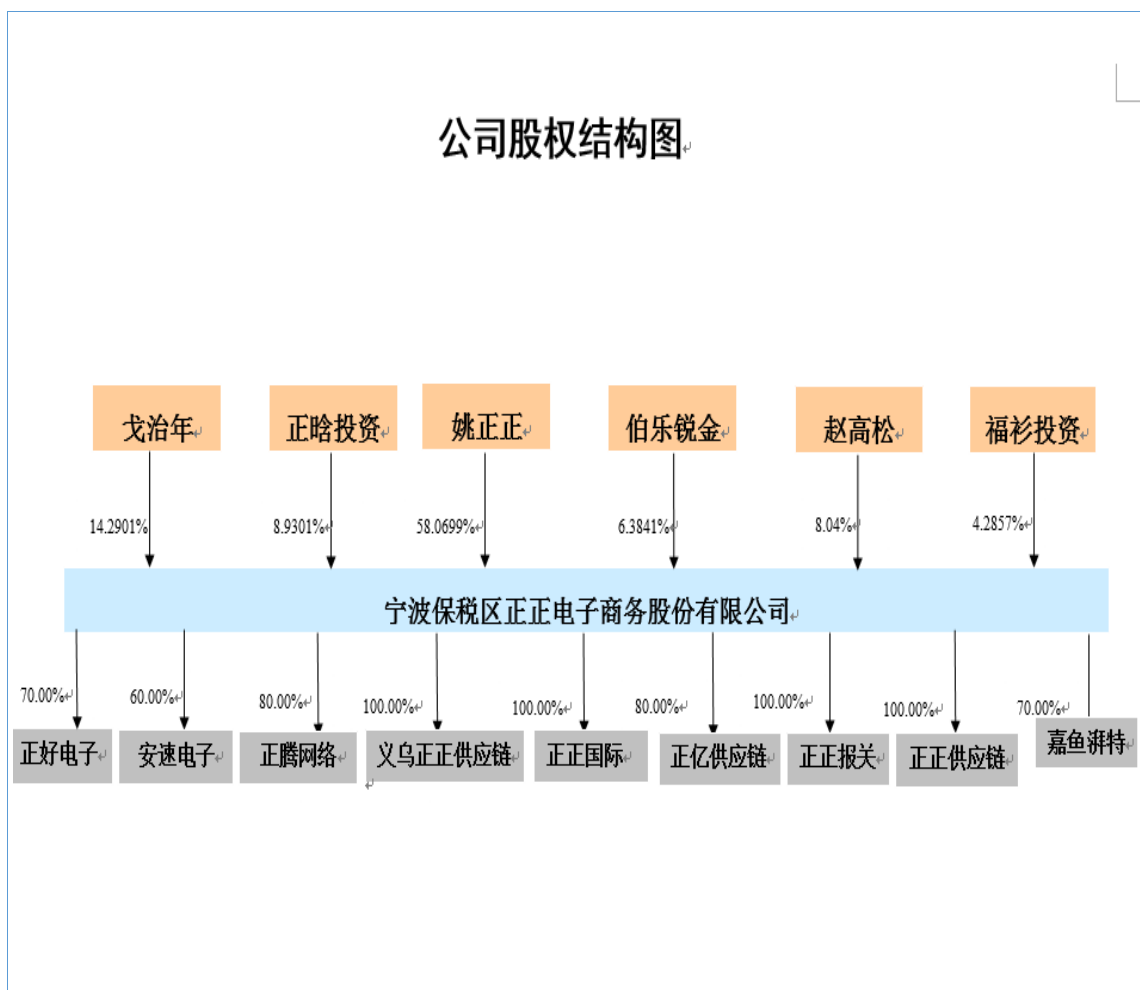 公司股权结构图
戈治年 正晗投资 姚正正 伯乐锐金 赵高松 福衫投资
14.2901% 8.9301% 58.0699% 6.3841% 8.04% 4.2857%
宁波保税区正正电子商务股份有限公司
70.00% 60.00% 80.00% 100.00% 100.00% 80.00% 100.00% 100.00% 70.00%
正好电子 安速电子 正腾网络 义乌正正供应链 正正国际 正亿供应链 正正报关 正正供应链 嘉鱼湃特